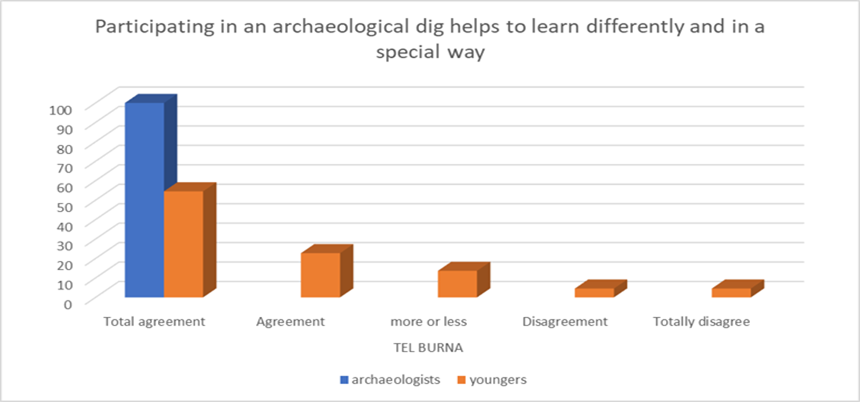 Participating in an archaeological dig helps to learn differently and in a
special way
100
90
80
70
60
50
40
30
20
10
0
Total agreement
Agreement
more or less
Disagreement
Totally disagree
TEL BURNA
archaeologists
youngers